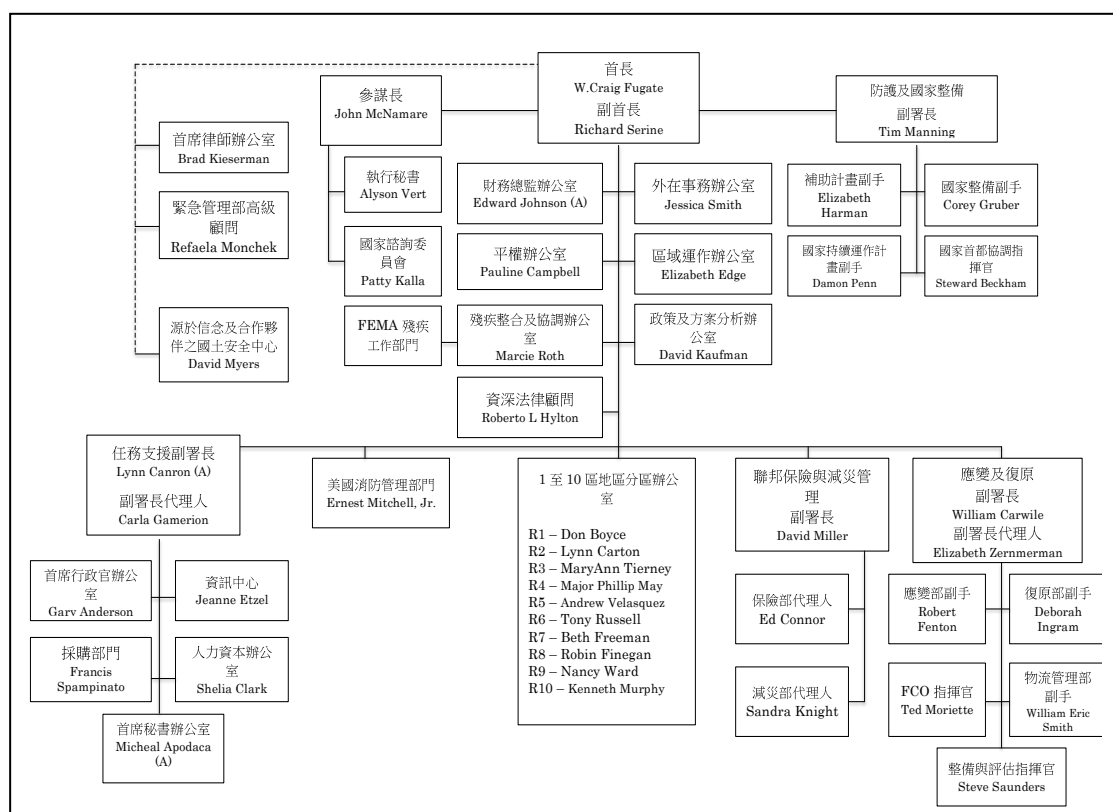 首長
W.Craig Fugate
副首長
Richard Serine
參謀長
John McNamare
防護及國家整備
副署長
Tim Manning
首席律師辦公室
Brad Kieserman
緊急管理部高級
顧問
Refaela Monchek
源於信念及合作夥
伴之國土安全中心
David Myers
執行秘書
Alyson Vert
國家諮詢委
員會
Patty Kalla
FEMA 殘疾
工作部門
財務總監辦公室
Edward Johnson (A)
外在事務辦公室
Jessica Smith
平權辦公室
Pauline Campbell
區域運作辦公室
Elizabeth Edge
殘疾整合及協調辦公
室
Marcie Roth
政策及方案分析辦
公室
David Kaufman
資深法律顧問
Roberto L Hylton
補助計畫副手
Elizabeth
Harman
國家整備副手
Corey Gruber
國家持續運作計
畫副手
Damon Penn
國家首都協調指
揮官
Steward Beckham
任務支援副署長
Lynn Canron (A)
副署長代理人
Carla Gamerion
美國消防管理部門
Ernest Mitchell, Jr.
1 至 10 區地區分區辦公
室
R1 – Don Boyce
R2 – Lynn Carton
R3 – MaryAnn Tierney
R4 – Major Phillip May
R5 – Andrew Velasquez
R6 – Tony Russell
R7 – Beth Freeman
R8 – Robin Finegan
R9 – Nancy Ward
R10 – Kenneth Murphy
聯邦保險與減災管
理
副署長
David Miller
應變及復原
副署長
William Carwile
副署長代理人
Elizabeth Zernmerman
首席行政官辦公
室
Garv Anderson
資訊中心
Jeanne Etzel
採購部門
Francis
Spampinato
人力資本辦公
室
Shelia Clark
首席秘書辦公室
Micheal Apodaca
(A)
保險部代理人
Ed Connor
減災部代理人
Sandra Knight
應變部副手
Robert
Fenton
復原部副手
Deborah
Ingram
FCO 指揮官
Ted Moriette
物流管理部
副手
William Eric
Smith
整備與評估指揮官
Steve Saunders